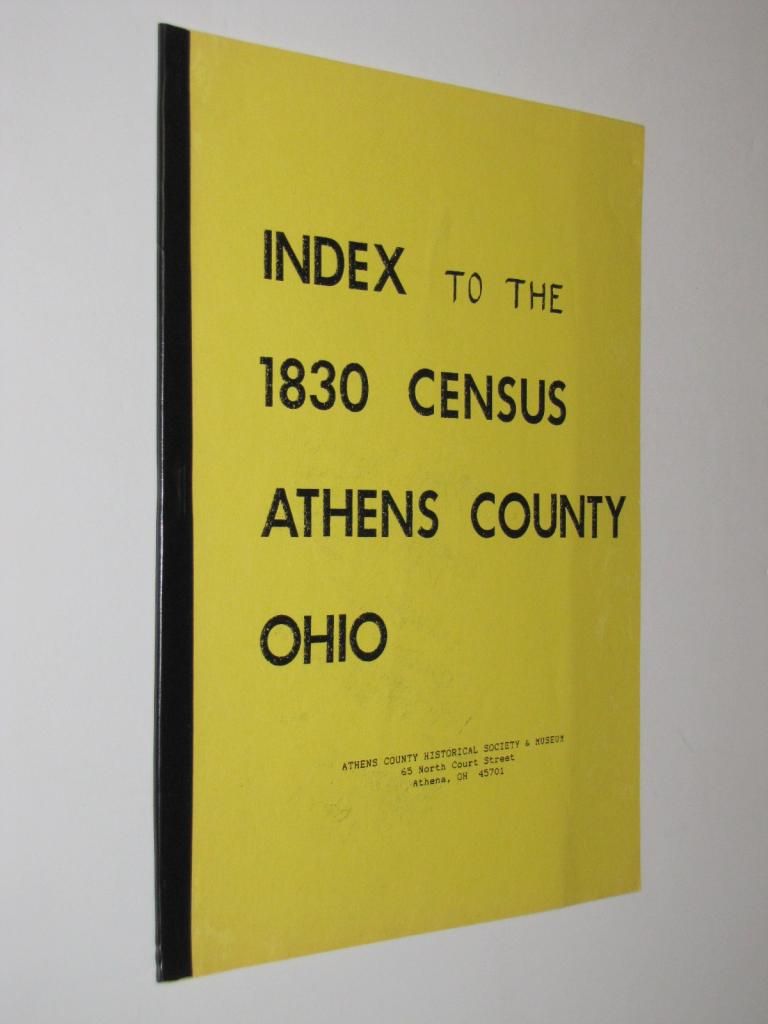 INDEX TO THE
1830 CENSUS
ATHENS COUNTY
OHIO
ATHENS COUNTY HISTORICAL SOCIETY & MUSEUM
65 North Court Street
Athena, OH 45701